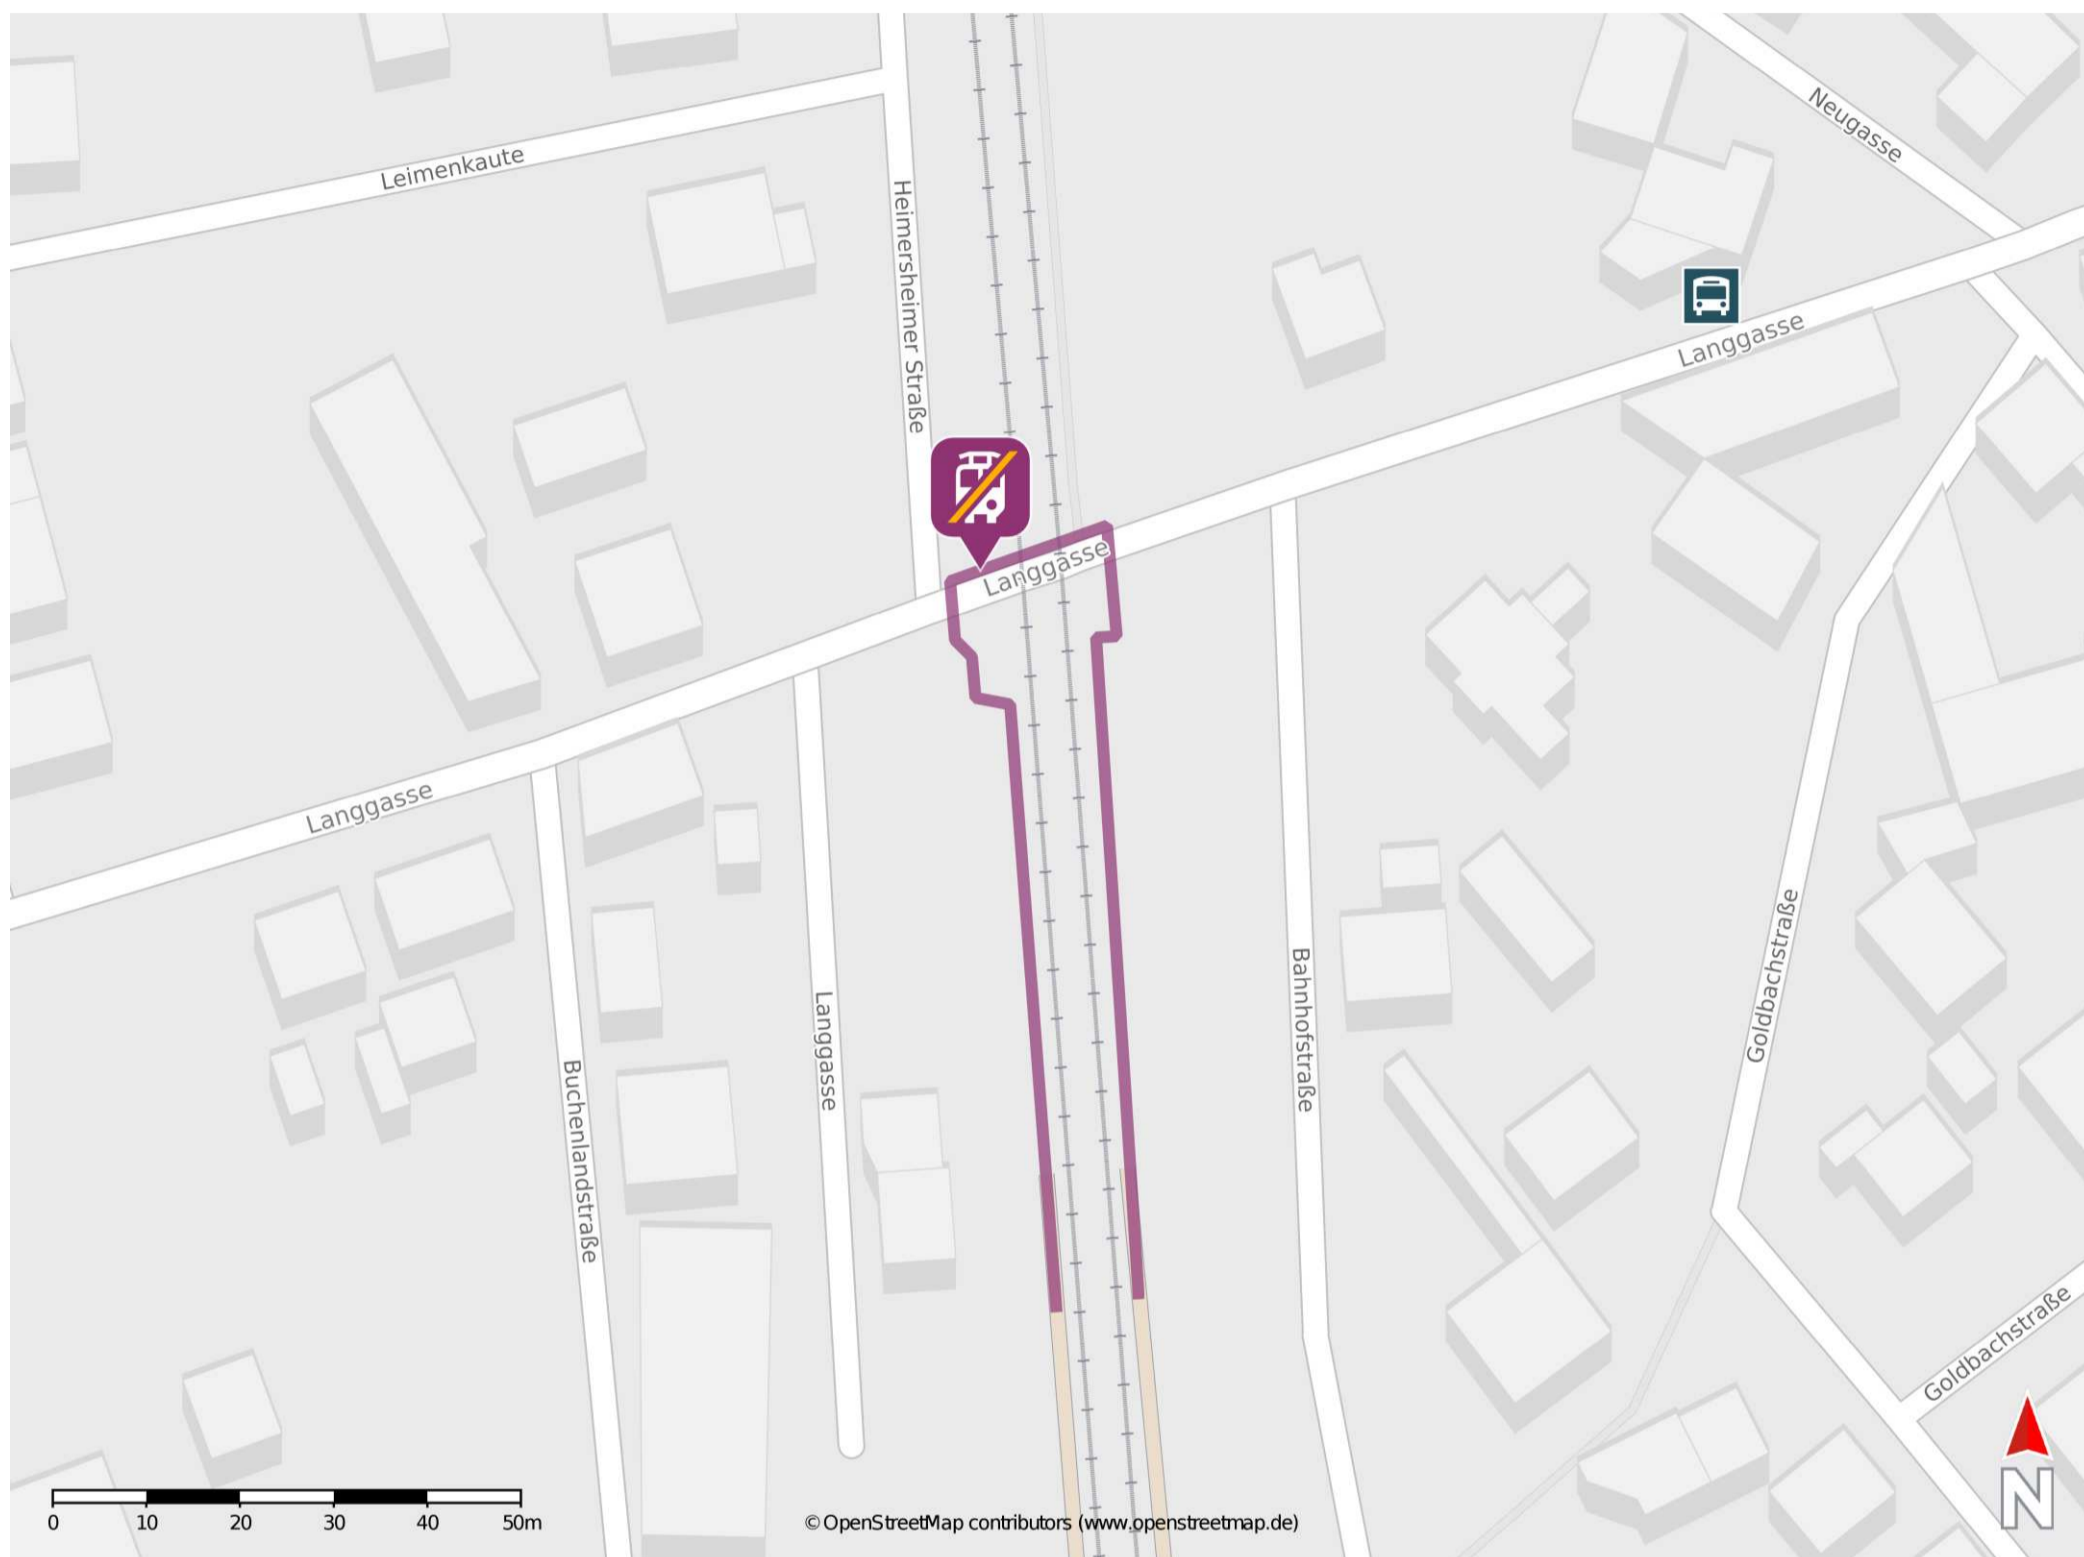 Neugasse
Leimenkaute
Heimersheimer Straße
Langgasse
Langgasse
Langgasse
Goldbachstraße
Bahnhofstraße
Langgasse
Buchenlandstraße
Goldbachstraße
N
0 10 20 30 40 50m
© OpenStreetMap contributors (www.openstreetmap.de)